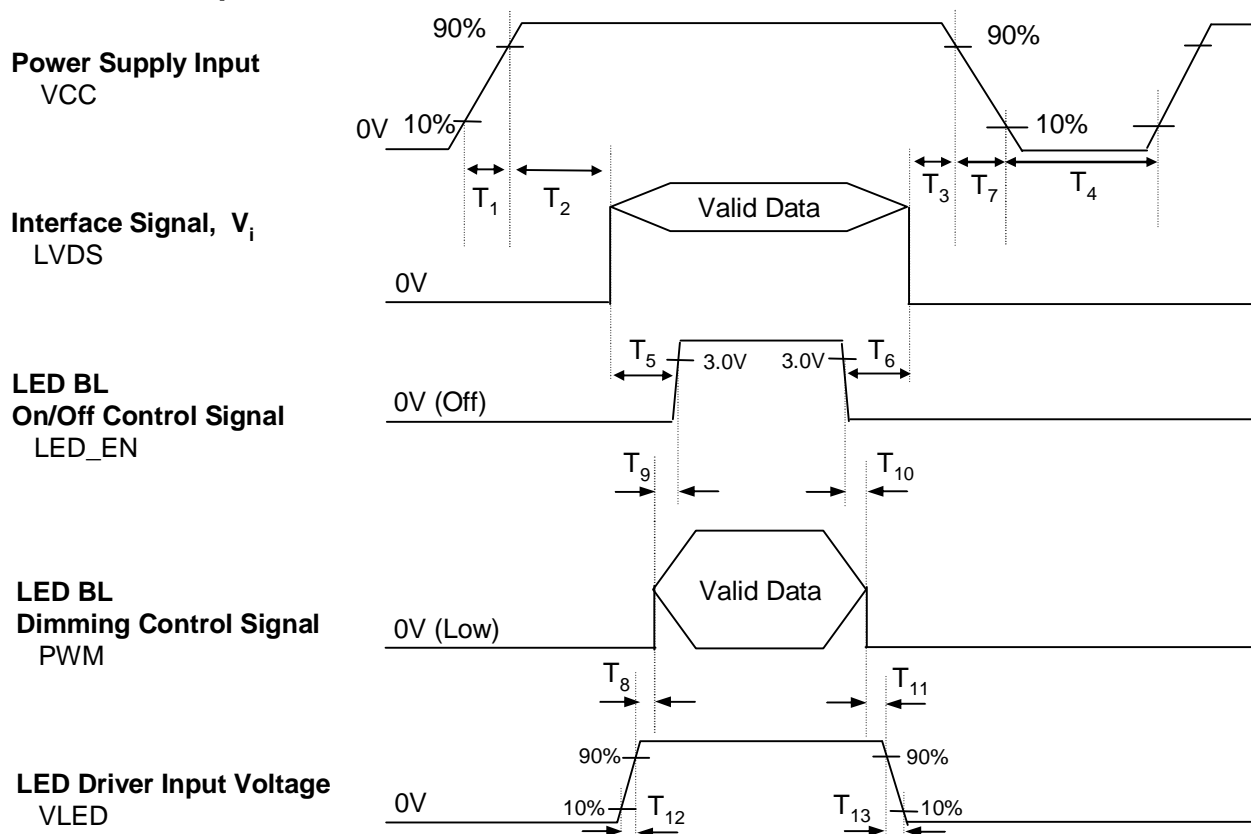 90%
90%
Power Supply Input
VCC
0V 10%
10%
T1 T2 T3 T7 T4
Valid Data
Interface Signal, Vi
LVDS
0V
T5 3.0V 3.0V T6
LED BL
On/Off Control Signal
LED_EN
0V (Off)
T9 T10
Valid Data
LED BL
Dimming Control Signal
PWM
0V (Low)
T8 T11
90% 90%
LED Driver Input Voltage
VLED
0V
10% T12 T13 10%